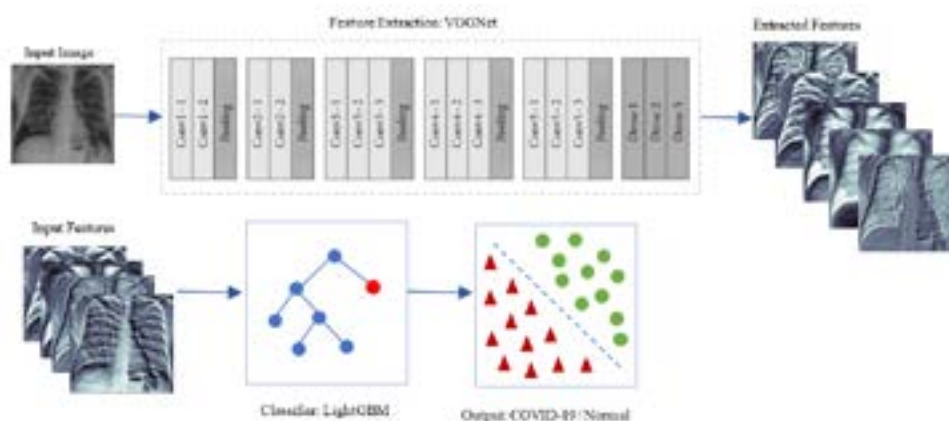 Feature Extraction: VGGNet
Extracted Features
Input Image
Conv1-1
Conv1-2
Pooling
Conv2-1
Conv2-2
Pooling
Conv3-1
Conv3-2
Conv3-3
Pooling
Conv4-1
Conv4-2
Conv4-3
Pooling
Conv5-1
Conv5-2
Conv5-3
Pooling
Dense 1
Dense 2
Dense 3
Input Features
Classifier: LightGBM
Output: COVID-19/ Normal